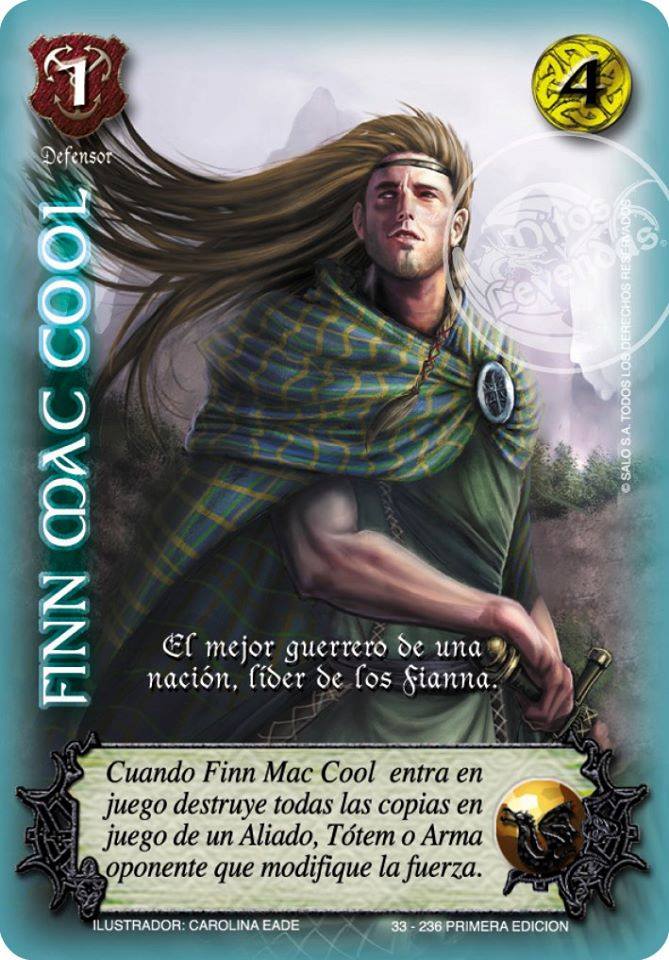 1
4
Defensor
FINN MAC COOL
Mitos
Leyendas
© SALO S.A. TODOS LOS DERECHOS RESERVADOS
El mejor guerrero de una
nación, líder de los Fianna.
Cuando Finn Mac Cool entra en
juego destruye todas las copias en
juego de un Aliado, Tótem o Arma
oponente que modifique la fuerza.
ILUSTRADOR: CAROLINA EADE
33 - 236 PRIMERA EDICION